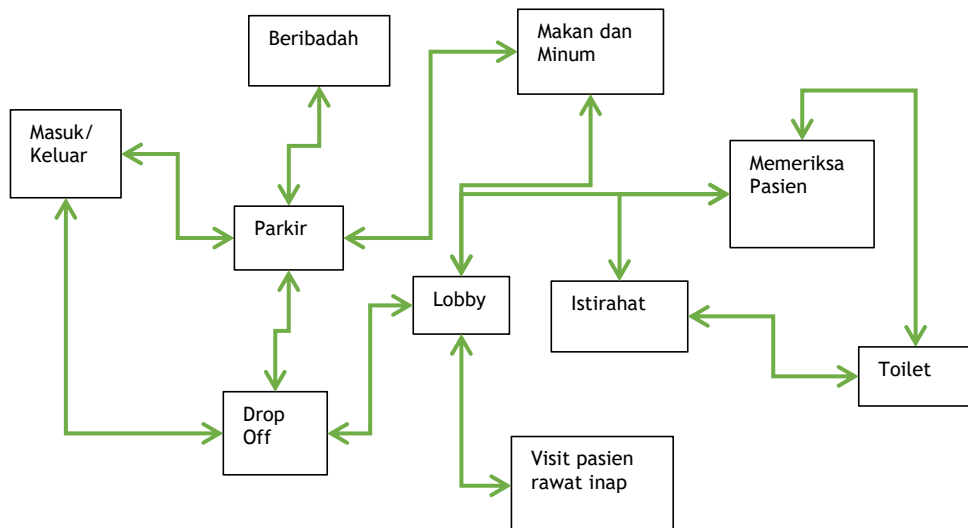 Beribadah
Makan dan
Minum
Masuk/
Keluar
Memeriksa
Pasien
Parkir
Lobby
Istirahat
Toilet
Drop
Off
Visit pasien
rawat inap